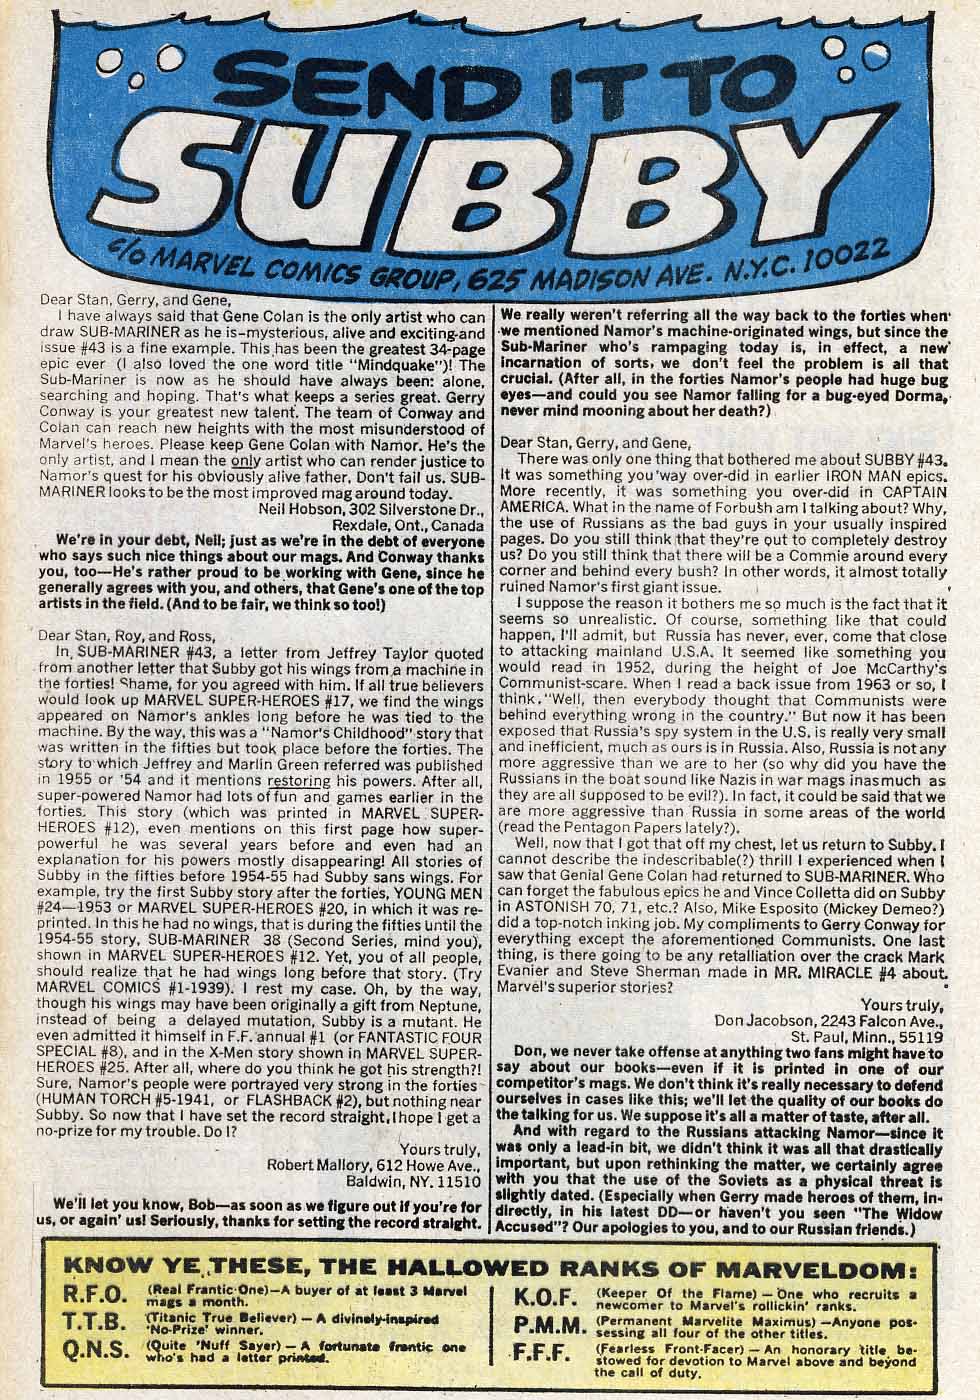 SEND IT TO
SUBBY
c/o MARVEL COMICS GROUP, 625 MADISON AVE. N.Y.C. 10022
Dear Stan, Gerry, and Gene,
I have always said that Gene Colan is the only artist who can
draw SUB-MARINER as he is—mysterious, alive and exciting-and
issue #43 is a fine example. This has been the greatest 34-page
epic ever (I also loved the one word title "Mindquake")! The
Sub-Mariner is now as he should have always been: alone,
searching and hoping. That's what keeps a series great. Gerry
Conway is your greatest new talent. The team of Conway and
Colan can reach new heights with the most misunderstood of
Marvel's heroes. Please keep Gene Colan with Namor. He's the
only artist, and I mean the only artist who can render justice to
Namor's quest for his obviously alive father. Don't fail us. SUB-
MARINER looks to be the most improved mag around today.
Neil Hobson, 302 Silverstone Dr.,
Rexdale, Ont., Canada
We're in your debt, Neil; just as we're in the debt of everyone
who says such nice things about our mags. And Conway thanks
you, too—He's rather proud to be working with Gene, since he
generally agrees with you, and others, that Gene's one of the top
artists in the field. (And to be fair, we think so too!)
Dear Stan, Roy, and Ross,
In SUB-MARINER #43, a letter from Jeffrey Taylor quoted
from another letter that Subby got his wings from a machine in
the forties! Shame, for you agreed with him. If all true believers
would look up MARVEL SUPER-HEROES #17, we find the wings
appeared on Namor's ankles long before he was tied to the
machine. By the way, this was a "Namor's Childhood" story that
was written in the fifties but took place before the forties. The
story to which Jeffrey and Marlin Green referred was published
in 1955 or '54 and it mentions restoring his powers. After all,
super-powered Namor had lots of fun and games earlier in the
forties. This story (which was printed in MARVEL SUPER-
HEROES #12), even mentions on this first page how super-
powerful he was several years before and even had an
explanation for his powers mostly disappearing! All stories of
Subby in the fifties before 1954-55 had Subby sans wings. For
example, try the first Subby story after the forties, YOUNG MEN
#24—1953 or MARVEL SUPER-HEROES #20, in which it was re-
printed. In this he had no wings, that is during the fifties until the
1954-55 story, SUB-MARINER 38 (Second Series, mind you),
shown in MARVEL SUPER-HEROES #12. Yet, you of all people,
should realize that he had wings long before that story. (Try
MARVEL COMICS #1-1939). I rest my case. Oh, by the way,
though his wings may have been originally a gift from Neptune,
instead of being a delayed mutation, Subby is a mutant. He
even admitted it himself in F.F. annual #1 (or FANTASTIC FOUR
SPECIAL #8), and in the X-Men story shown in MARVEL SUPER-
HEROES #25. After all, where do you think he got his strength?!
Sure, Namor's people were portrayed very strong in the forties
(HUMAN TORCH #5-1941, or FLASHBACK #2), but nothing near
Subby. So now that I have set the record straight, I hope I get a
no-prize for my trouble. Do I?
Yours truly,
Robert Mallory, 612 Howe Ave.,
Baldwin, NY. 11510
We'll let you know, Bob—as soon as we figure out if you're for
us, or again' us! Seriously, thanks for setting the record straight.
We really weren't referring all the way back to the forties when
we mentioned Namor's machine-originated wings, but since the
Sub-Mariner who's rampaging today is, in effect, a new
incarnation of sorts, we don't feel the problem is all that
crucial. (After all, in the forties Namor's people had huge bug
eyes—and could you see Namor falling for a bug-eyed Dorma,
never mind mooning about her death?)
Dear Stan, Gerry, and Gene,
There was only one thing that bothered me about SUBBY #43.
It was something you way over-did in earlier IRON MAN epics.
More recently, it was something you over-did in CAPTAIN
AMERICA. What in the name of Forbush am I talking about? Why,
the use of Russians as the bad guys in your usually inspired
pages. Do you still think that they're out to completely destroy
us? Do you still think that there will be a Commie around every
corner and behind every bush? In other words, it almost totally
ruined Namor's first giant issue.
I suppose the reason it bothers me so much is the fact that it
seems so unrealistic. Of course, something like that could
happen, I'll admit, but Russia has never, ever, come that close
to attacking mainland U.S.A. It seemed like something you
would read in 1952, during the height of Joe McCarthy's
Communist-scare. When I read a back issue from 1963 or so, I
think, "Well, then everybody thought that Communists were
behind everything wrong in the country." But now it has been
exposed that Russia's spy system in the U.S. is really very small
and inefficient, much as ours is in Russia. Also, Russia is not any
more aggressive than we are to her (so why did you have the
Russians in the boat sound like Nazis in war mags inasmuch as
they are all supposed to be evil?). In fact, it could be said that we
are more aggressive than Russia in some areas of the world
(read the Pentagon Papers lately?).
Well, now that I got that off my chest, let us return to Subby. I
cannot describe the indescribable(?) thrill I experienced when I
saw that Genial Gene Colan had returned to SUB-MARINER. Who
can forget the fabulous epics he and Vince Colletta did on Subby
in ASTONISH 70, 71, etc.? Also, Mike Esposito (Mickey Demeo?)
did a top-notch inking job. My compliments to Gerry Conway for
everything except the aforementioned Communists. One last
thing, is there going to be any retalliation over the crack Mark
Evanier and Steve Sherman made in MR. MIRACLE #4 about
Marvel's superior stories?
Yours truly,
Don Jacobson, 2243 Falcon Ave.,
St. Paul, Minn., 55119
Don, we never take offense at anything two fans might have to
say about our books—even if it is printed in one of our
competitor's mags. We don't think it's really necessary to defend
ourselves in cases like this; we'll let the quality of our books do
the talking for us. We suppose it's all a matter of taste, after all.
And with regard to the Russians attacking Namor—since it
was only a lead-in bit, we didn't think it was all that drastically
important, but upon rethinking the matter, we certainly agree
with you that the use of the Soviets as a physical threat is
slightly dated. (Especially when Gerry made heroes of them, in-
directly, in his latest DD—or haven't you seen "The Widow
Accused"? Our apologies to you, and to our Russian friends.)
KNOW YE THESE, THE HALLOWED RANKS OF MARVELDOM:
R.F.O. (Real Frantic One)—A buyer of at least 3 Marvel
mags a month.
T.T.B. (Titanic True Believer) — A divinely-inspired
'No-Prize' winner.
Q.N.S. (Quite 'Nuff Sayer) — A fortunate frantic one
who's had a letter printed.
K.O.F. (Keeper Of the Flame) — One who recruits a
newcomer to Marvel's rollickin' ranks.
P.M.M. (Permanent Marvelite Maximus) —Anyone pos-
sessing all four of the other titles.
F.F.F. (Fearless Front-Facer) — An honorary title be-
stowed for devotion to Marvel above and beyond
the call of duty.